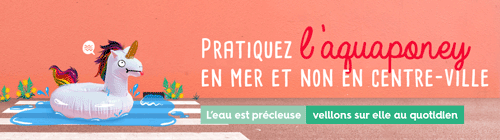 PRATIQUEZ l'aquaponey
EN MER ET NON EN CENTRE-VILLE
L'eau est précieuse veillons sur elle au quotidien